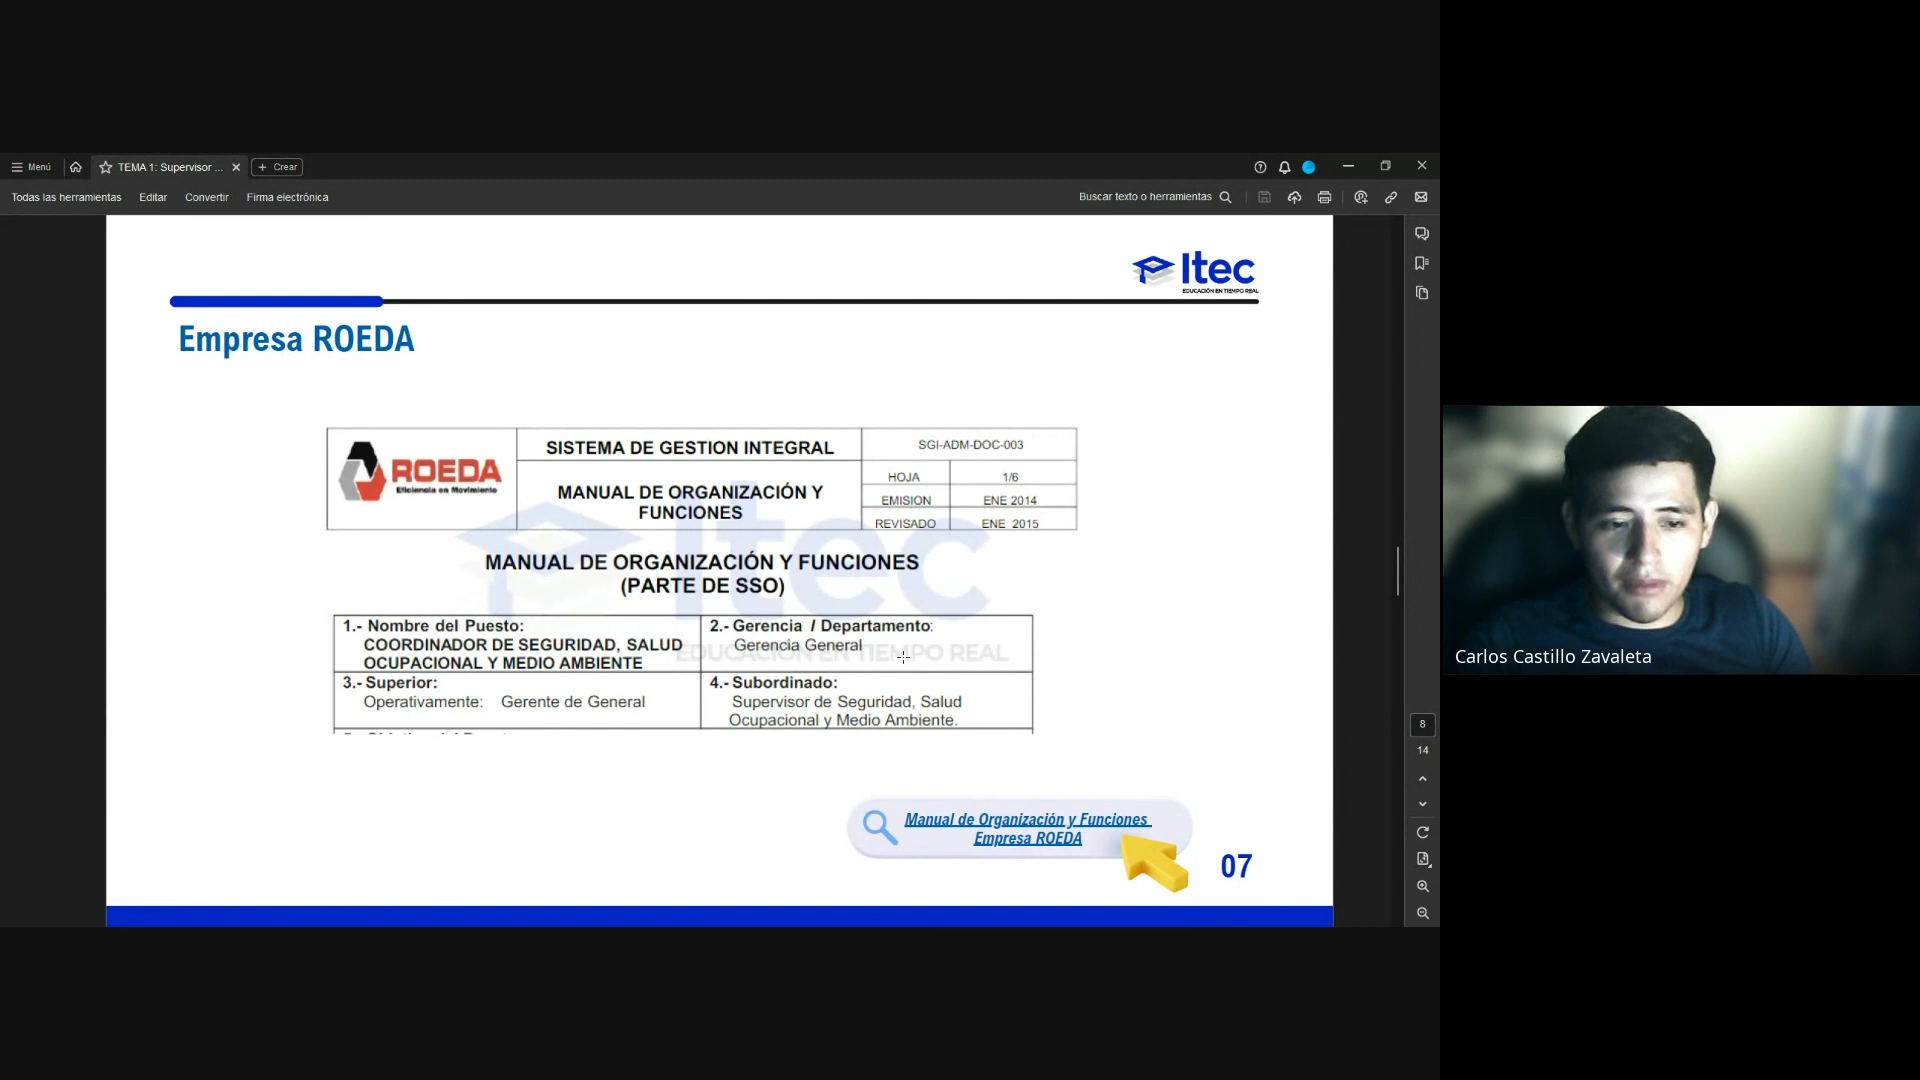 Menú
TEMA 1: Supervisor ...
Crear
Todas las herramientas
Editar
Convertir
Firma electrónica
Buscar texto o herramientas
Itec
EDUCACIÓN EN TIEMPO REAL
Empresa ROEDA
ROEDA
Eficiencia en Movimiento
SISTEMA DE GESTION INTEGRAL
MANUAL DE ORGANIZACIÓN Y
FUNCIONES
SGI-ADM-DOC-003
HOJA 1/6
EMISION ENE 2014
REVISADO ENE 2015
MANUAL DE ORGANIZACIÓN Y FUNCIONES
(PARTE DE SSO)
Itec
EDUCACIÓN EN TIEMPO REAL
1.- Nombre del Puesto:
COORDINADOR DE SEGURIDAD, SALUD
OCUPACIONAL Y MEDIO AMBIENTE
2.- Gerencia / Departamento:
Gerencia General
3.- Superior:
Operativamente: Gerente de General
4.- Subordinado:
Supervisor de Seguridad, Salud
Ocupacional y Medio Ambiente.
Manual de Organización y Funciones
Empresa ROEDA
07
8
14
Carlos Castillo Zavaleta